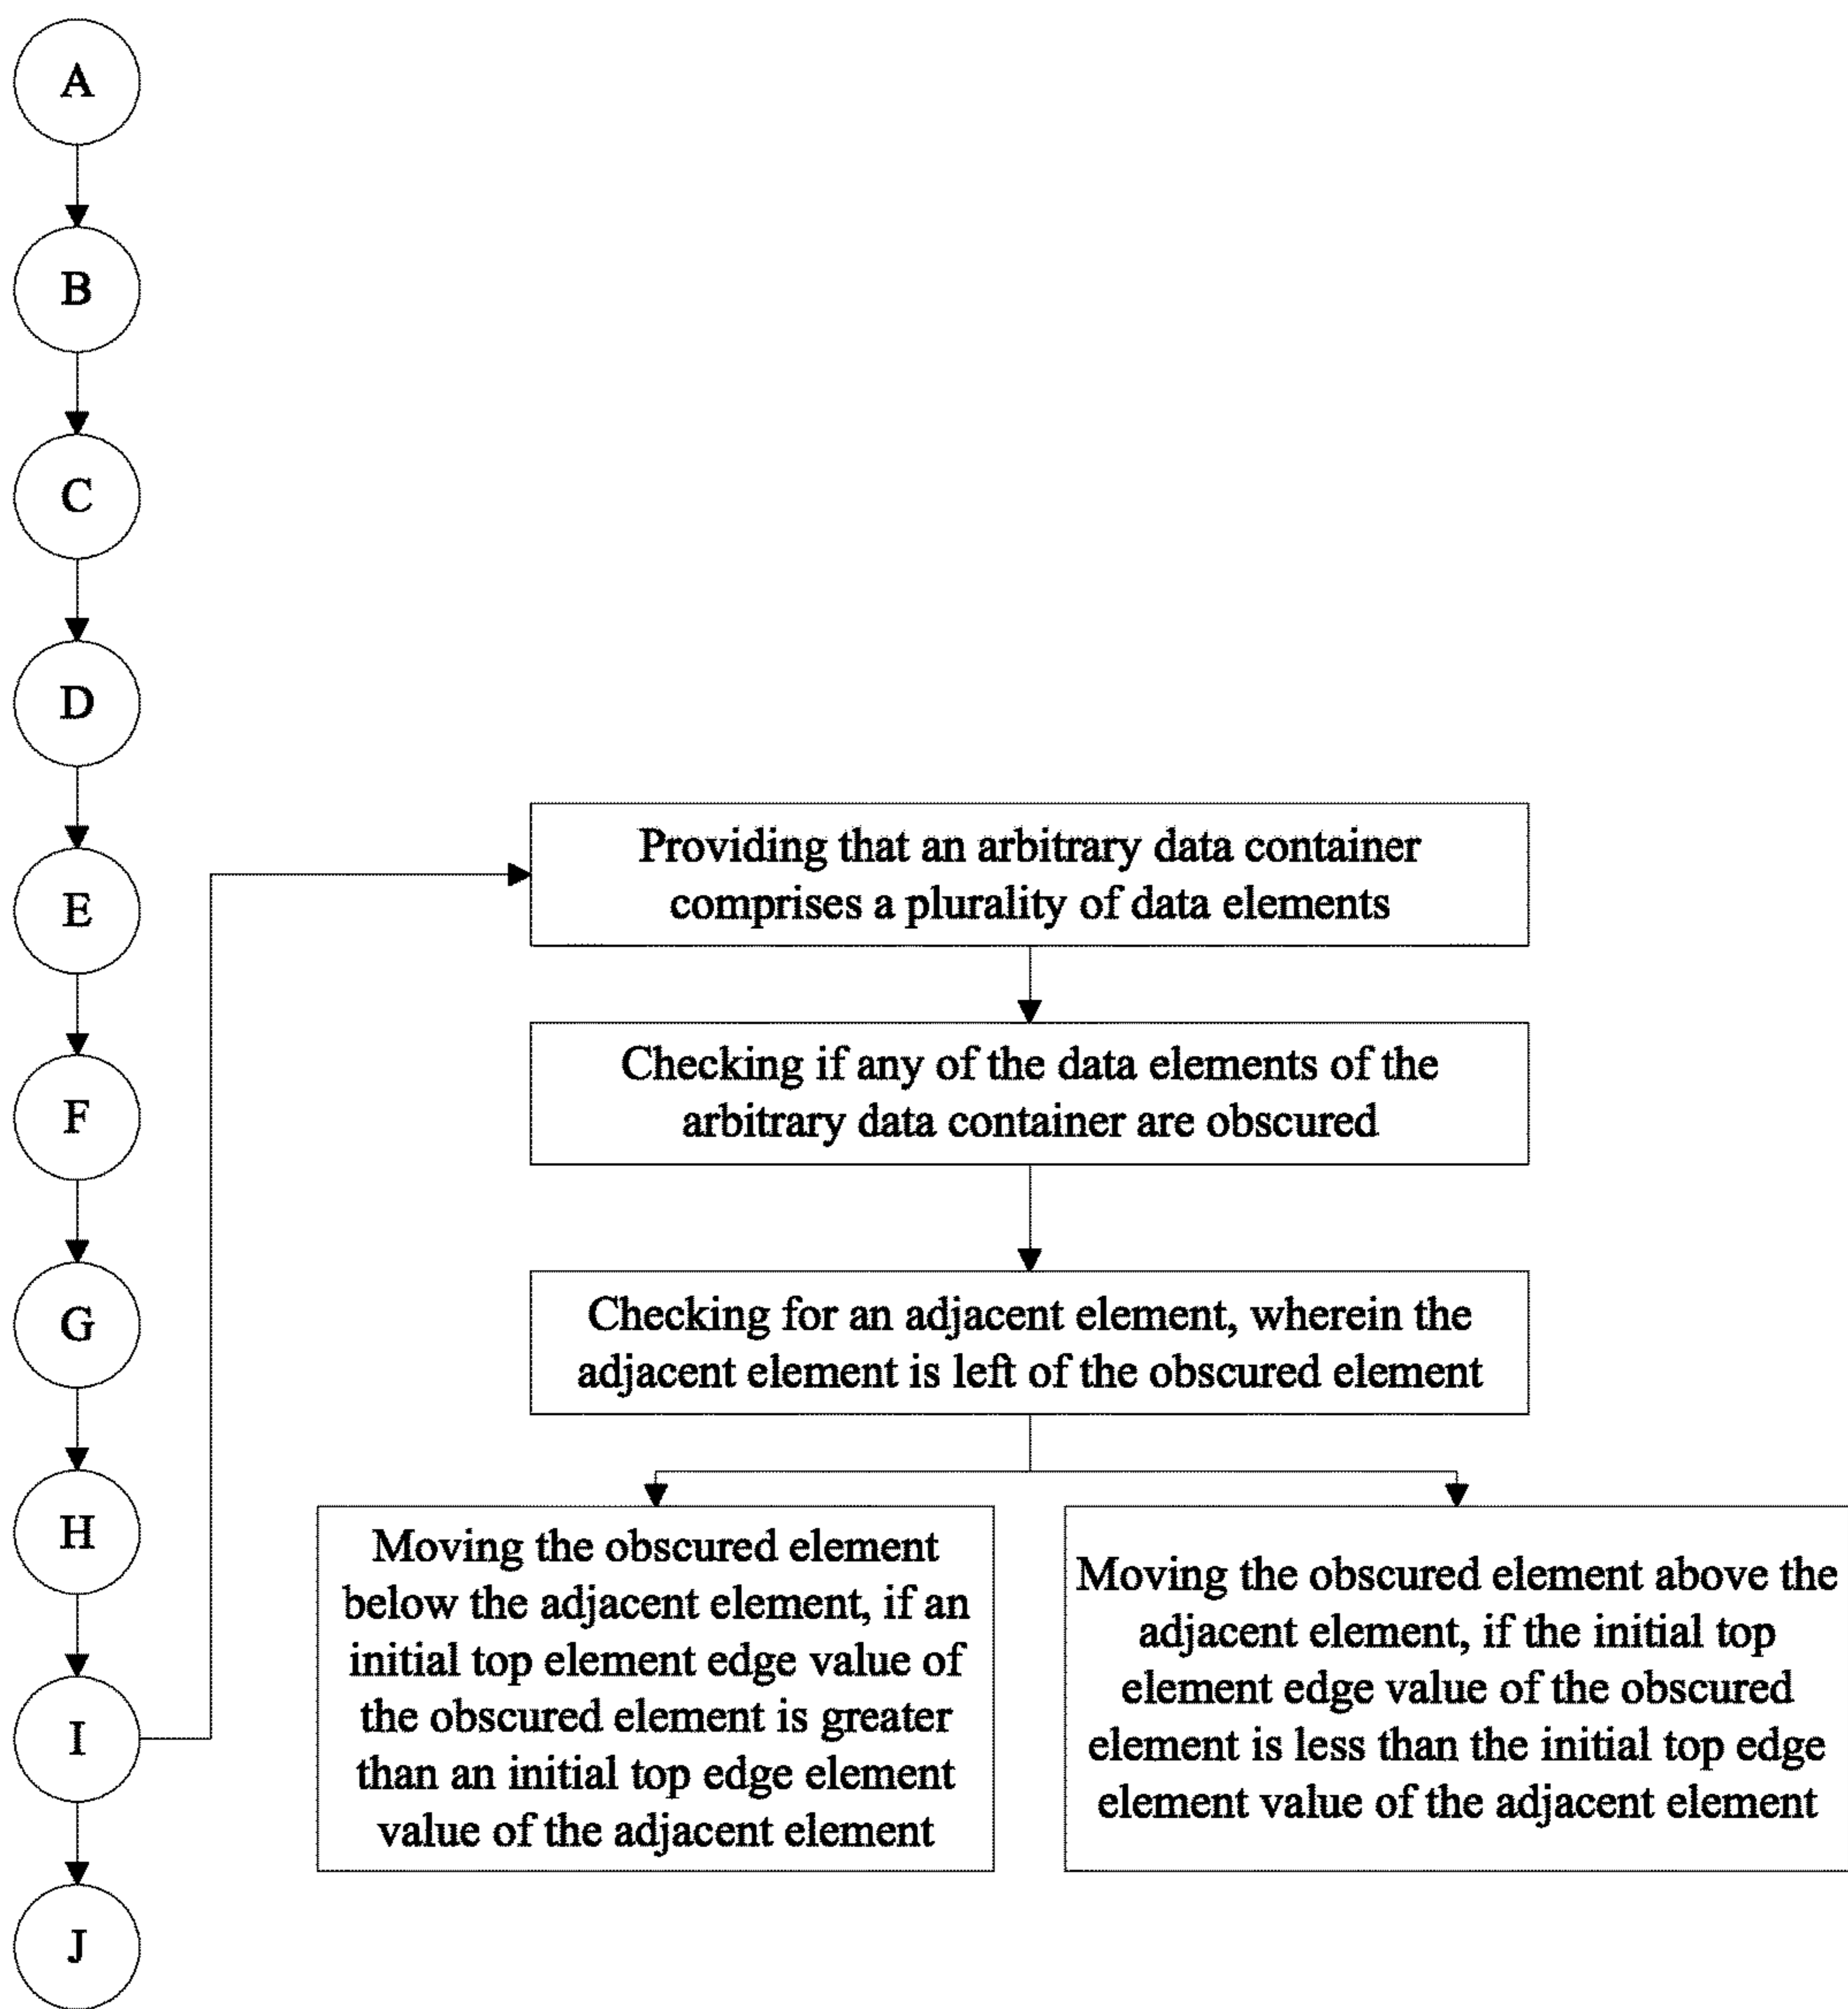 A
B
C
D
E
F
G
H
I
J
Providing that an arbitrary data container
comprises a plurality of data elements
Checking if any of the data elements of the
arbitrary data container are obscured
Checking for an adjacent element, wherein the
adjacent element is left of the obscured element
Moving the obscured element
below the adjacent element, if an
initial top element edge value of
the obscured element is greater
than an initial top edge element
value of the adjacent element
Moving the obscured element above the
adjacent element, if the initial top
element edge value of the obscured
element is less than the initial top edge
element value of the adjacent element